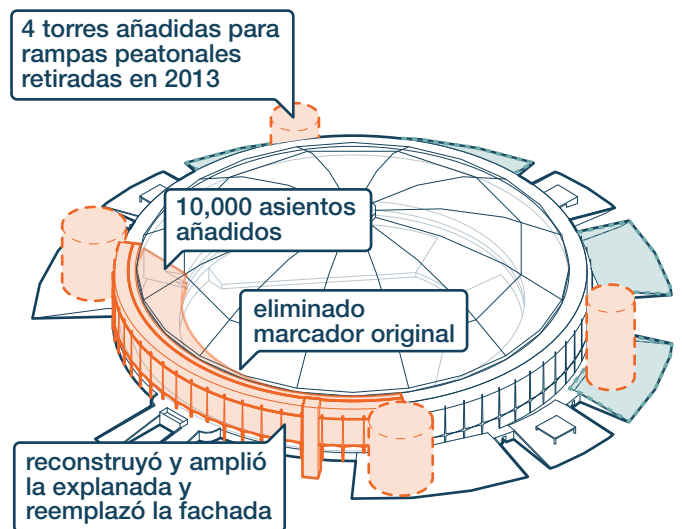 4 torres añadidas para
rampas peatonales
retiradas en 2013
10,000 asientos
añadidos
eliminado
marcador original
reconstruyó y amplió
la explanada y
reemplazó la fachada